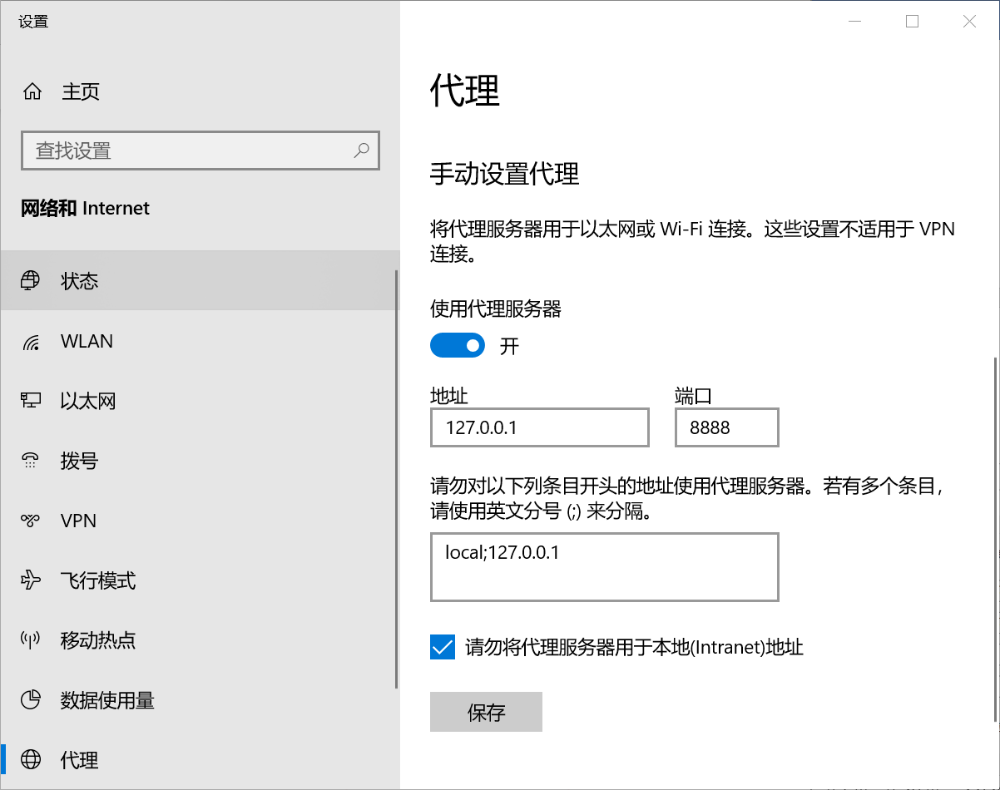 设置
主页
查找设置
网络和 Internet
状态
WLAN
以太网
拨号
VPN
飞行模式
移动热点
数据使用量
代理
代理
手动设置代理
将代理服务器用于以太网或 Wi-Fi 连接。这些设置不适用于 VPN
连接。
使用代理服务器
开
地址
端口
127.0.0.1
8888
请勿对以下列条目开头的地址使用代理服务器。若有多个条目，
请使用英文分号 (;) 来分隔。
local;127.0.0.1
请勿将代理服务器用于本地(Intranet)地址
保存